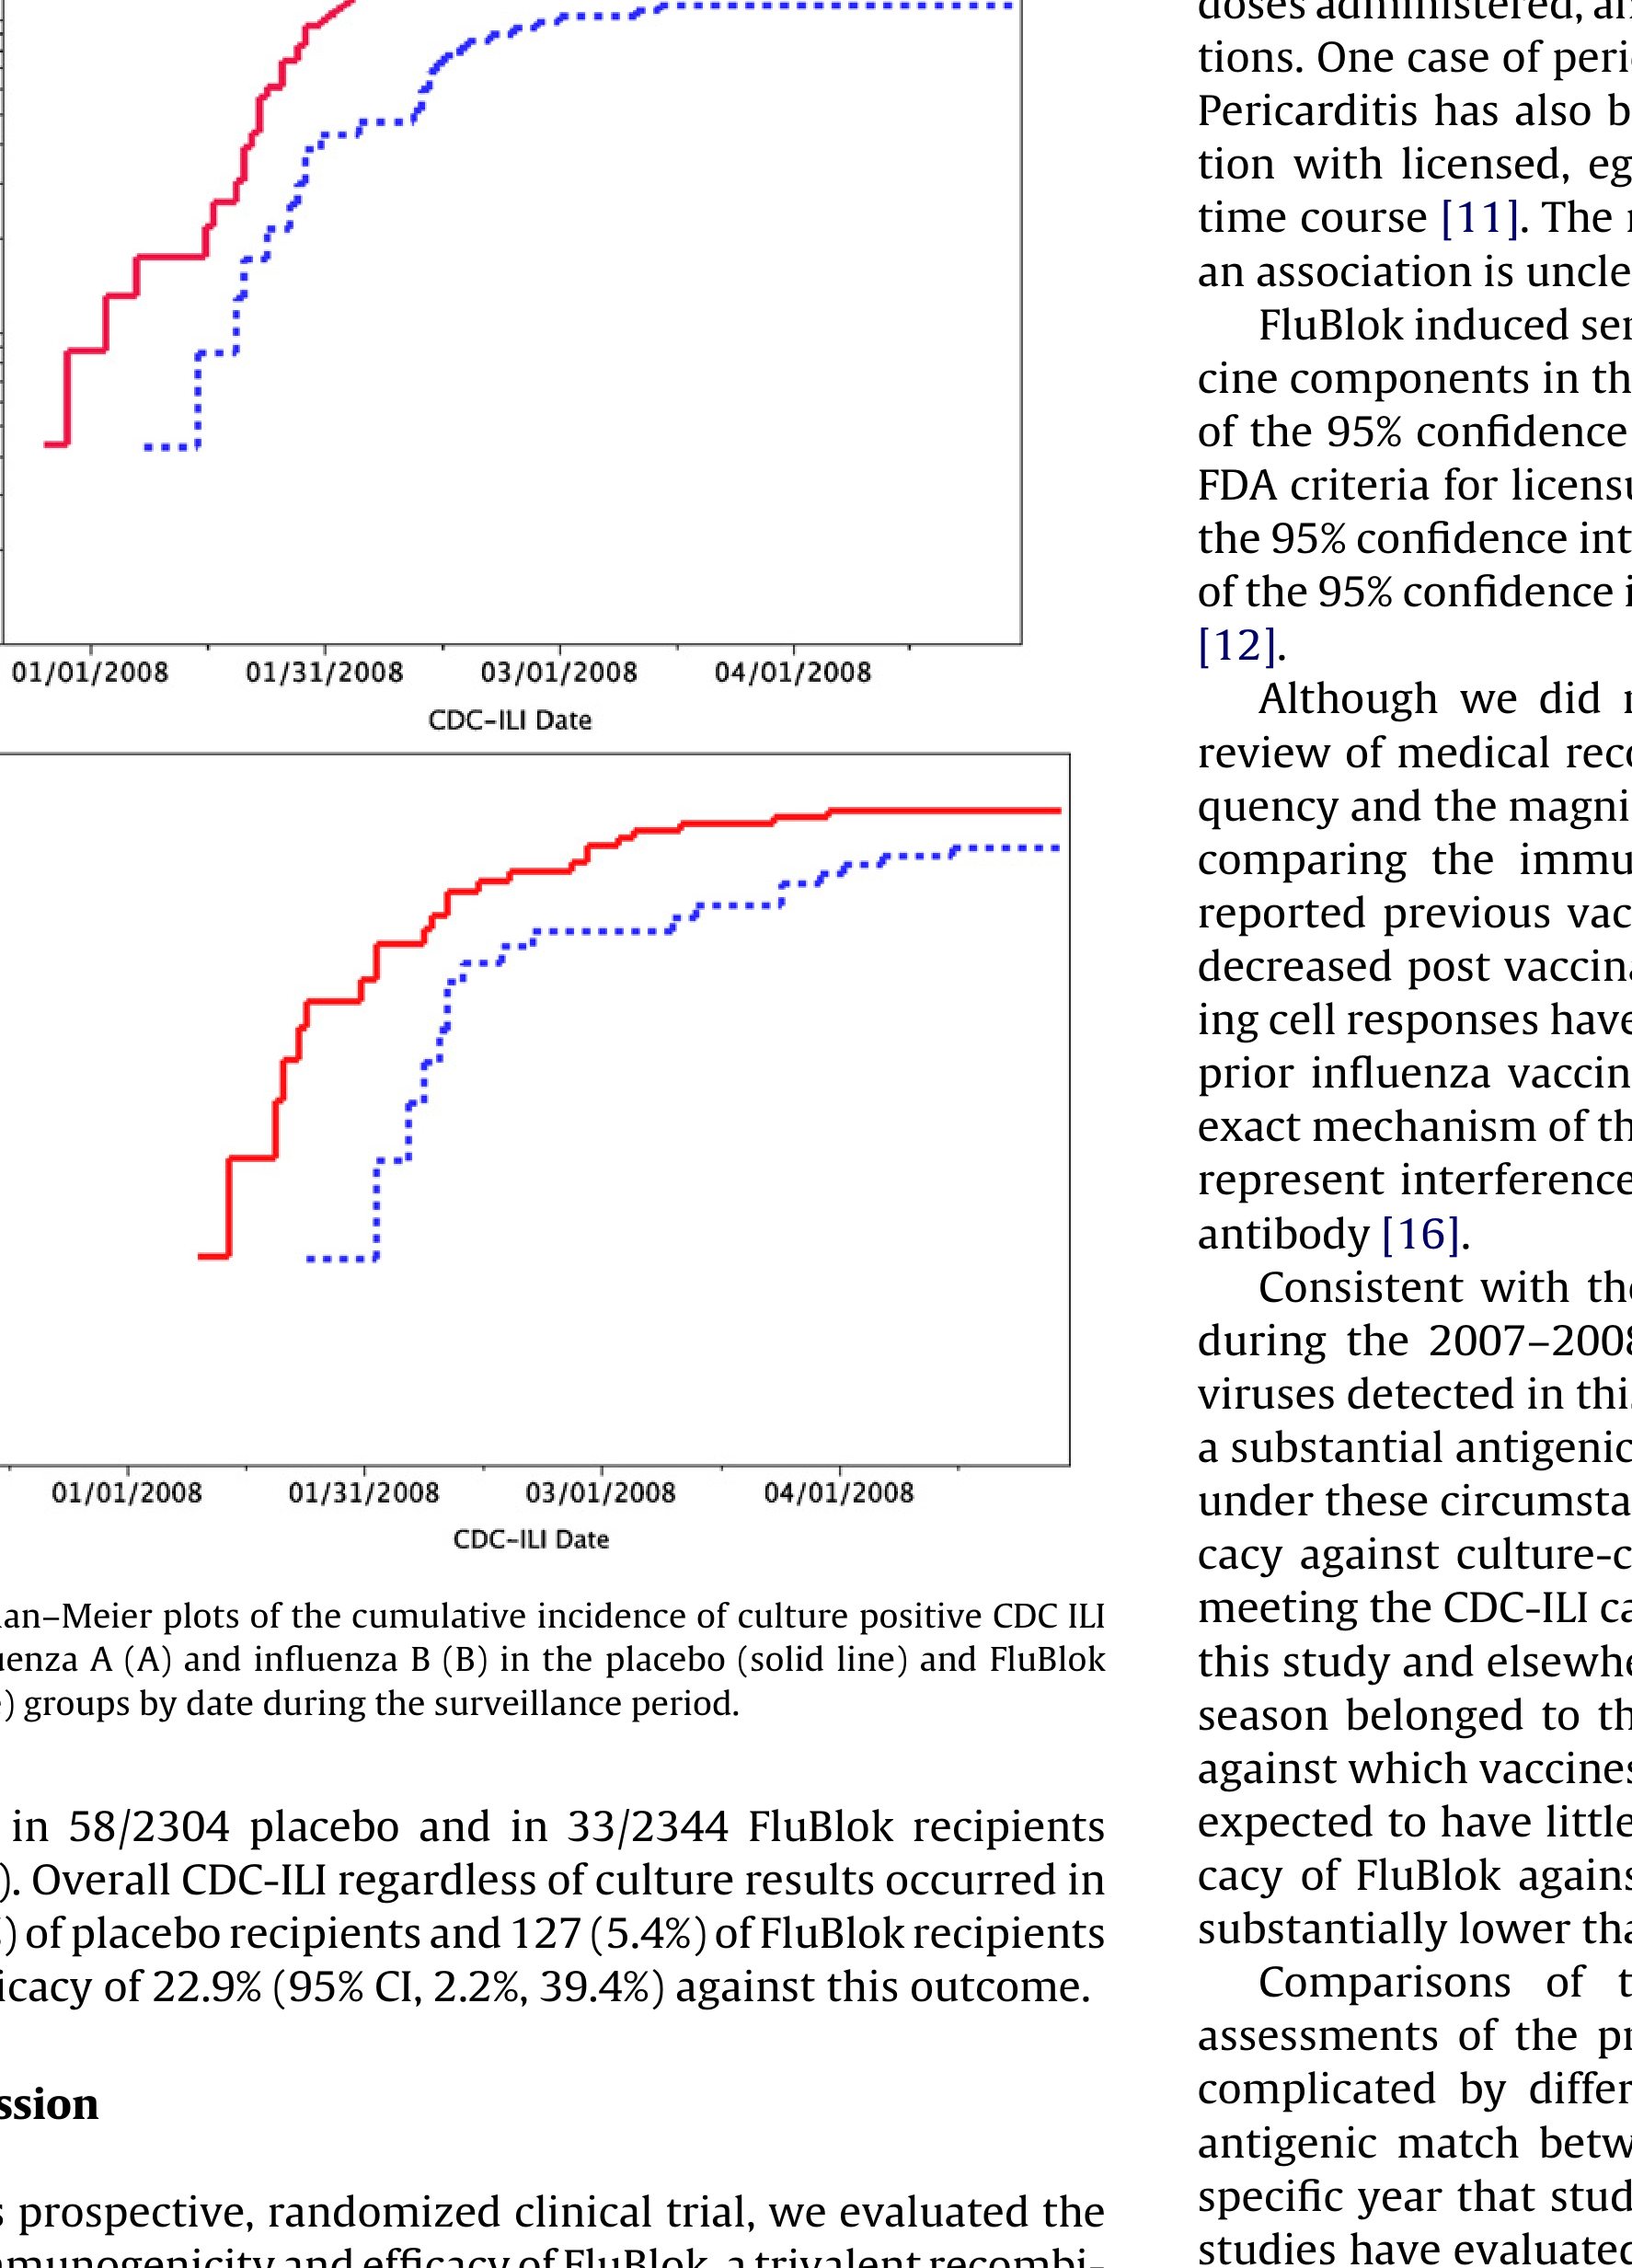 01/01/2008 01/31/2008 03/01/2008 04/01/2008
CDC-ILI Date
01/01/2008 01/31/2008 03/01/2008 04/01/2008
CDC-ILI Date
an–Meier plots of the cumulative incidence of culture positive CDC ILI
enza A (A) and influenza B (B) in the placebo (solid line) and FluBlok
) groups by date during the surveillance period.
in 58/2304 placebo and in 33/2344 FluBlok recipients
). Overall CDC-ILI regardless of culture results occurred in
) of placebo recipients and 127 (5.4%) of FluBlok recipients
icacy of 22.9% (95% CI, 2.2%, 39.4%) against this outcome.
ssion
s prospective, randomized clinical trial, we evaluated the
mmunogenicity and efficacy of FluBlok, a trivalent recombi-
doses administered, an
tions. One case of peri
Pericarditis has also b
tion with licensed, eg
time course [11]. The
an association is uncle
FluBlok induced ser
cine components in th
of the 95% confidence
FDA criteria for licensu
the 95% confidence int
of the 95% confidence i
[12].
Although we did
review of medical reco
quency and the magni
comparing the immu
reported previous vac
decreased post vaccina
ing cell responses have
prior influenza vaccin
exact mechanism of th
represent interference
antibody [16].
Consistent with the
during the 2007–2008
viruses detected in this
a substantial antigenic
under these circumsta
cacy against culture-c
meeting the CDC-ILI ca
this study and elsewhe
season belonged to th
against which vaccines
expected to have little
cacy of FluBlok agains
substantially lower tha
Comparisons of t
assessments of the pr
complicated by differ
antigenic match betw
specific year that stud
studies have evaluated